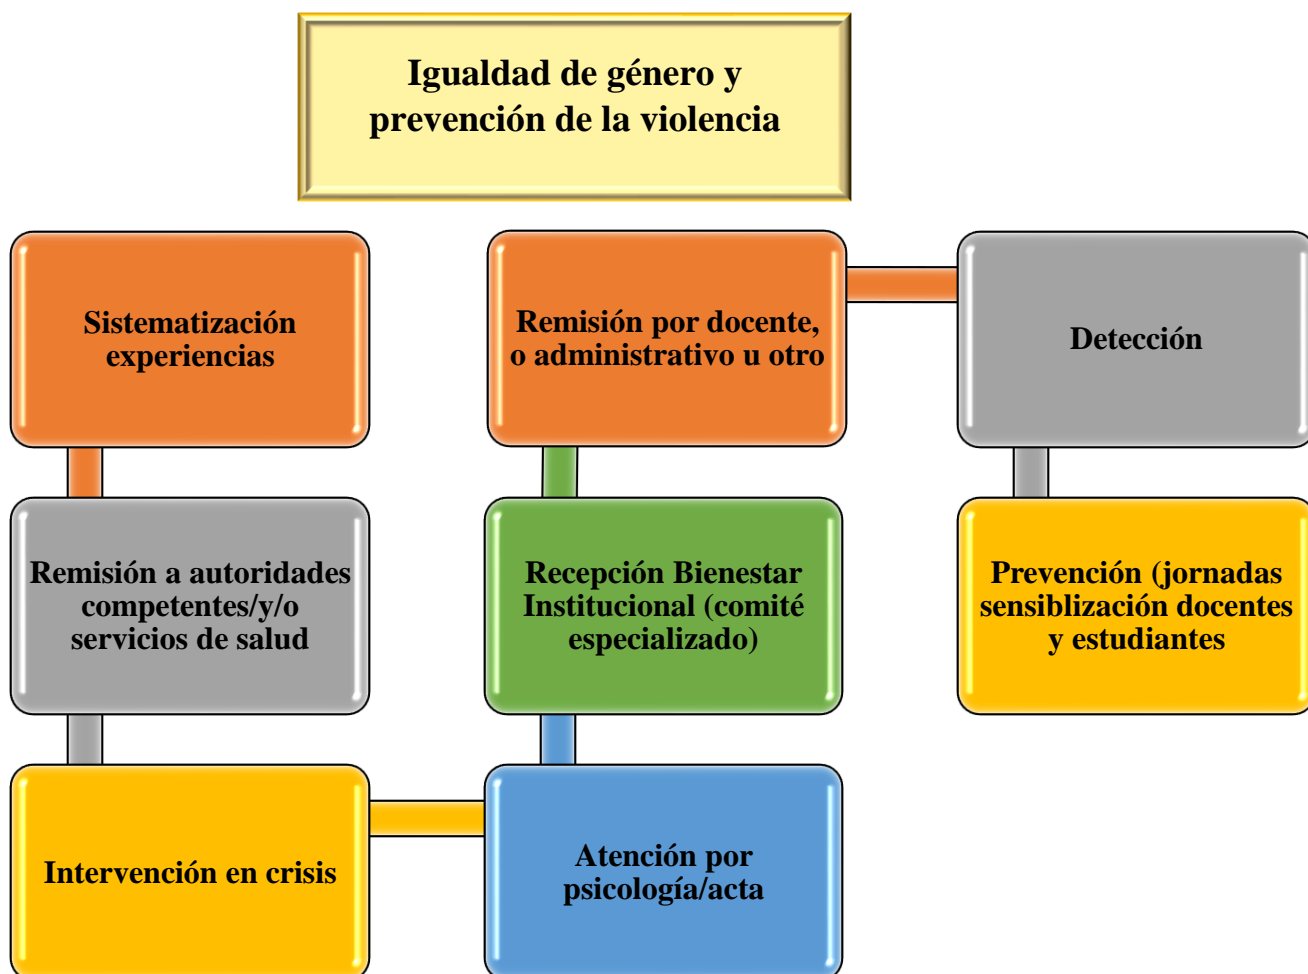 Igualdad de género y
prevención de la violencia
Sistematización
experiencias
Remisión por docente,
o administrativo u otro
Detección
Remisión a autoridades
competentes/y/o
servicios de salud
Recepción Bienestar
Institucional (comité
especializado)
Prevención (jornadas
sensiblización docentes
y estudiantes
Intervención en crisis
Atención por
psicología/acta